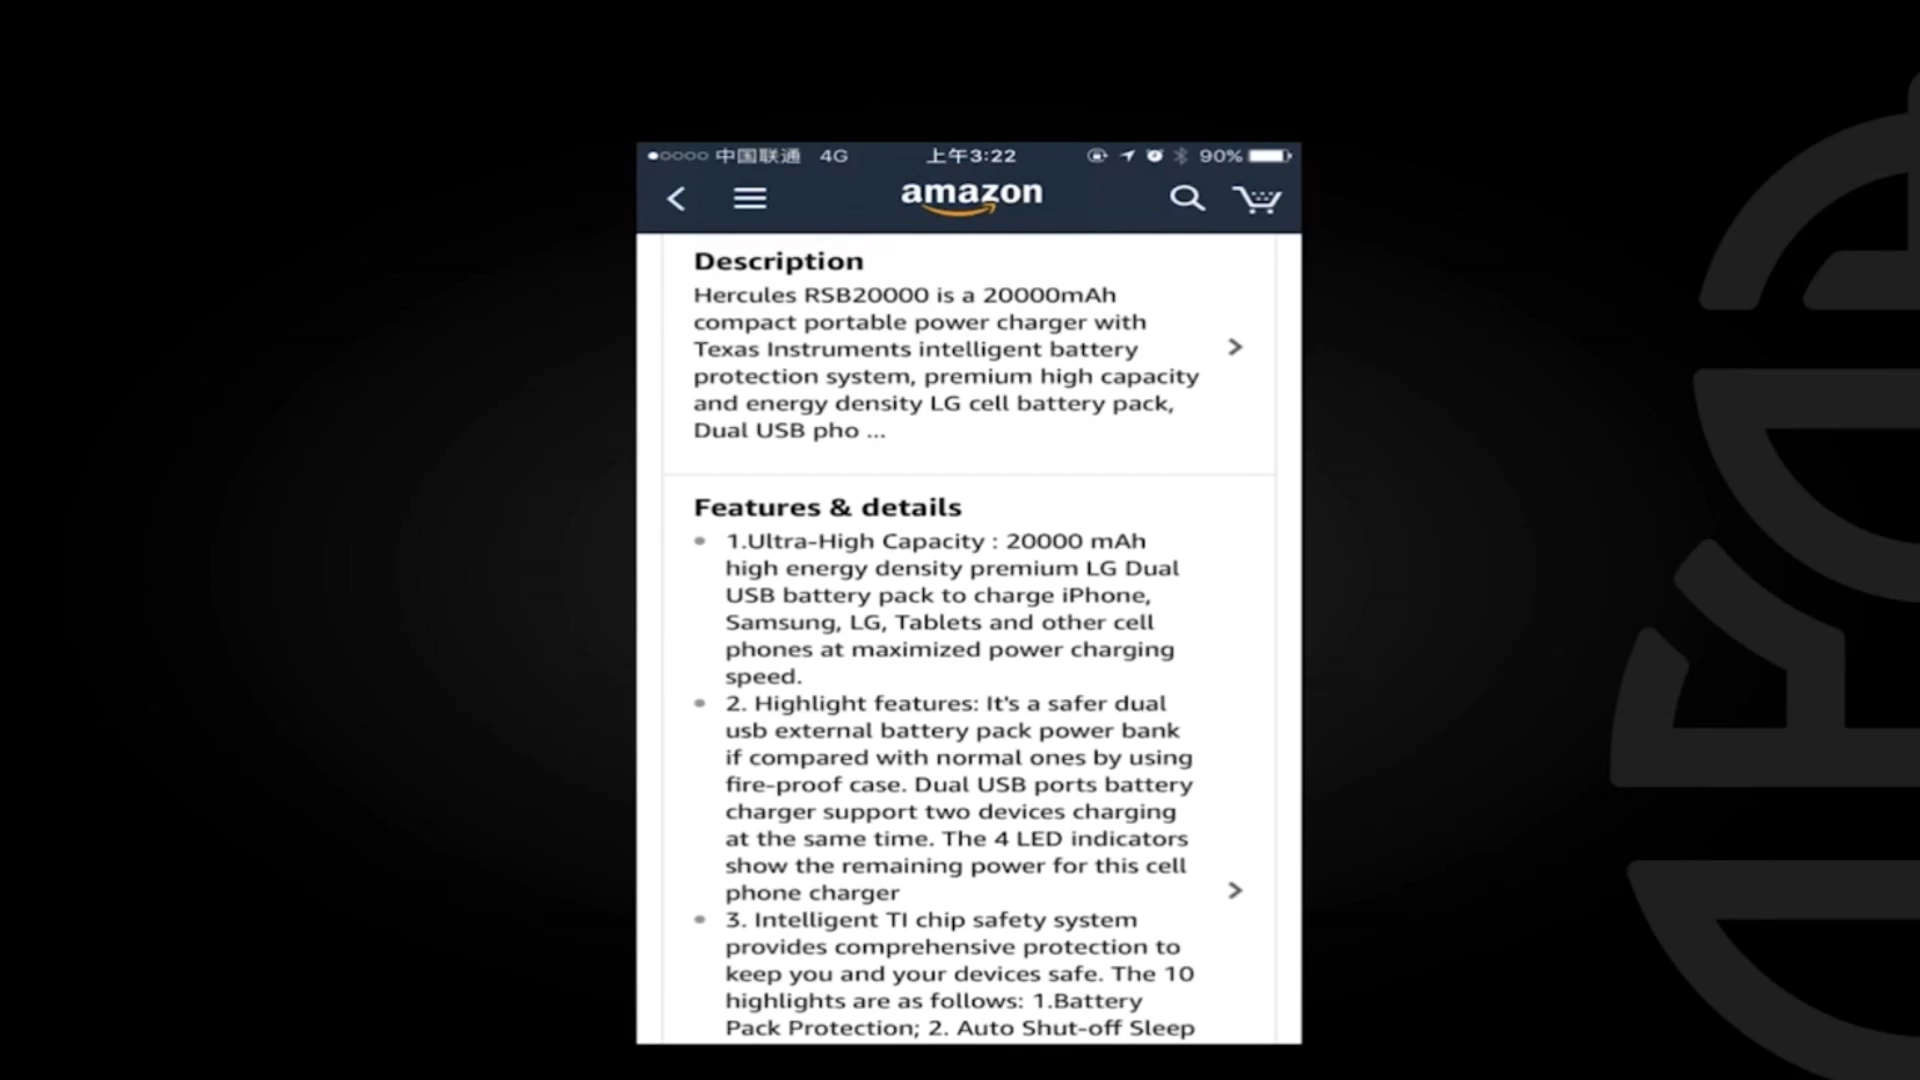 中国联通 4G 上午3:22 90%
amazon
Description
Hercules RSB20000 is a 20000mAh
compact portable power charger with
Texas Instruments intelligent battery
protection system, premium high capacity
and energy density LG cell battery pack,
Dual USB pho ...
Features & details
1.Ultra-High Capacity : 20000 mAh
high energy density premium LG Dual
USB battery pack to charge iPhone,
Samsung, LG, Tablets and other cell
phones at maximized power charging
speed.
2. Highlight features: It's a safer dual
usb external battery pack power bank
if compared with normal ones by using
fire-proof case. Dual USB ports battery
charger support two devices charging
at the same time. The 4 LED indicators
show the remaining power for this cell
phone charger
3. Intelligent TI chip safety system
provides comprehensive protection to
keep you and your devices safe. The 10
highlights are as follows: 1.Battery
Pack Protection; 2. Auto Shut-off Sleep